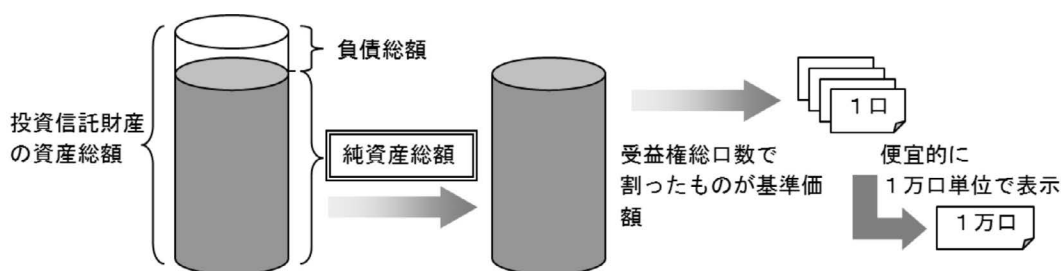 負債総額
投資信託財産
の資産総額
純資産総額
受益権総口数で
割ったものが基準価
額
１口
便宜的に
１万口単位で表示
１万口